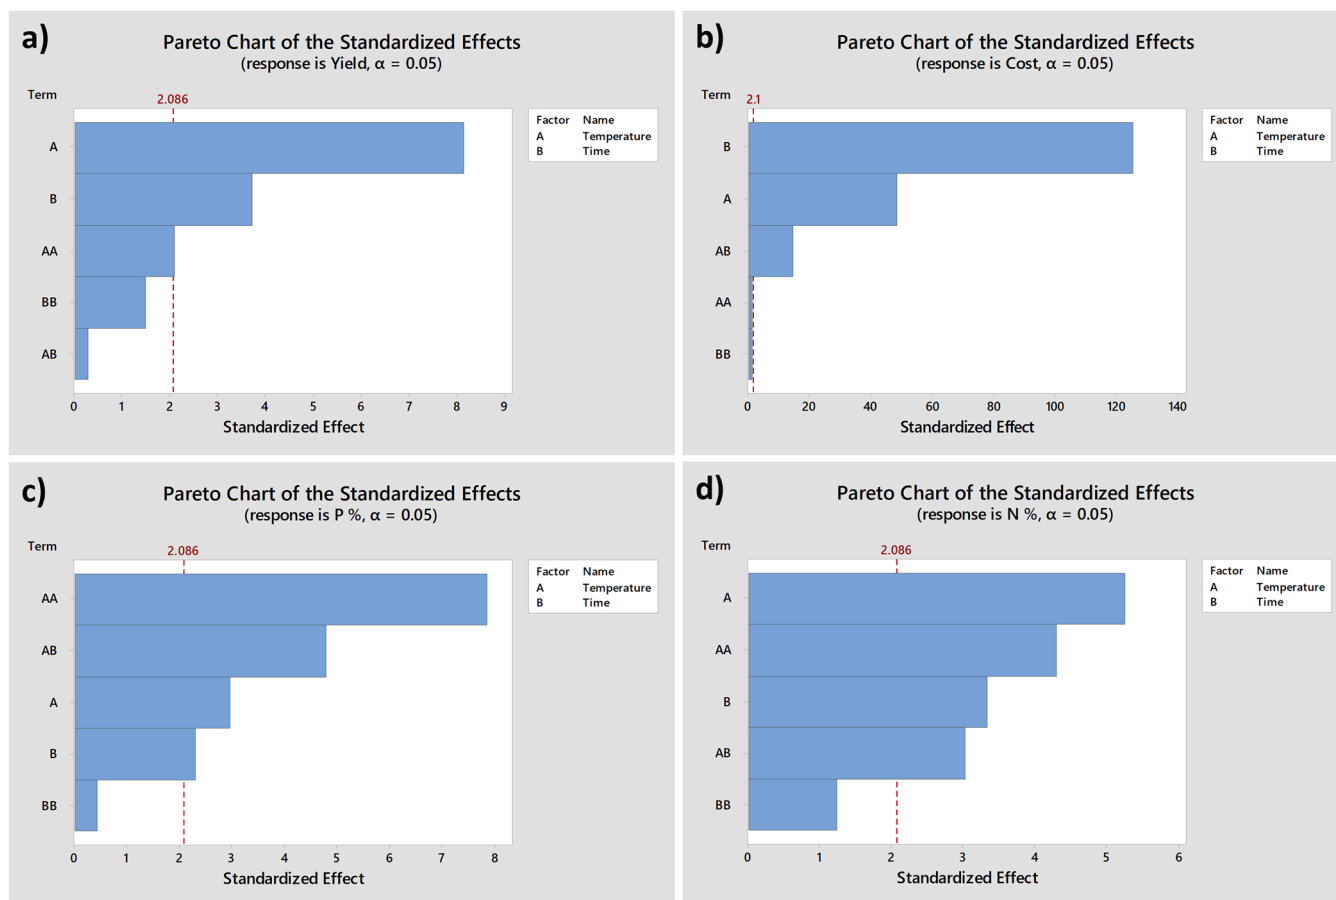 a)
Pareto Chart of the Standardized Effects
(response is Yield, α = 0.05)
Term
2.086
Factor Name
A Temperature
B Time
A
B
AA
BB
AB
0 1 2 3 4 5 6 7 8 9
Standardized Effect
b)
Pareto Chart of the Standardized Effects
(response is Cost, α = 0.05)
Term
2.1
Factor Name
A Temperature
B Time
B
A
AB
AA
BB
0 20 40 60 80 100 120 140
Standardized Effect
c)
Pareto Chart of the Standardized Effects
(response is P %, α = 0.05)
Term
2.086
Factor Name
A Temperature
B Time
AA
AB
A
B
BB
0 1 2 3 4 5 6 7 8
Standardized Effect
d)
Pareto Chart of the Standardized Effects
(response is N %, α = 0.05)
Term
2.086
Factor Name
A Temperature
B Time
A
AA
B
AB
BB
0 1 2 3 4 5 6
Standardized Effect